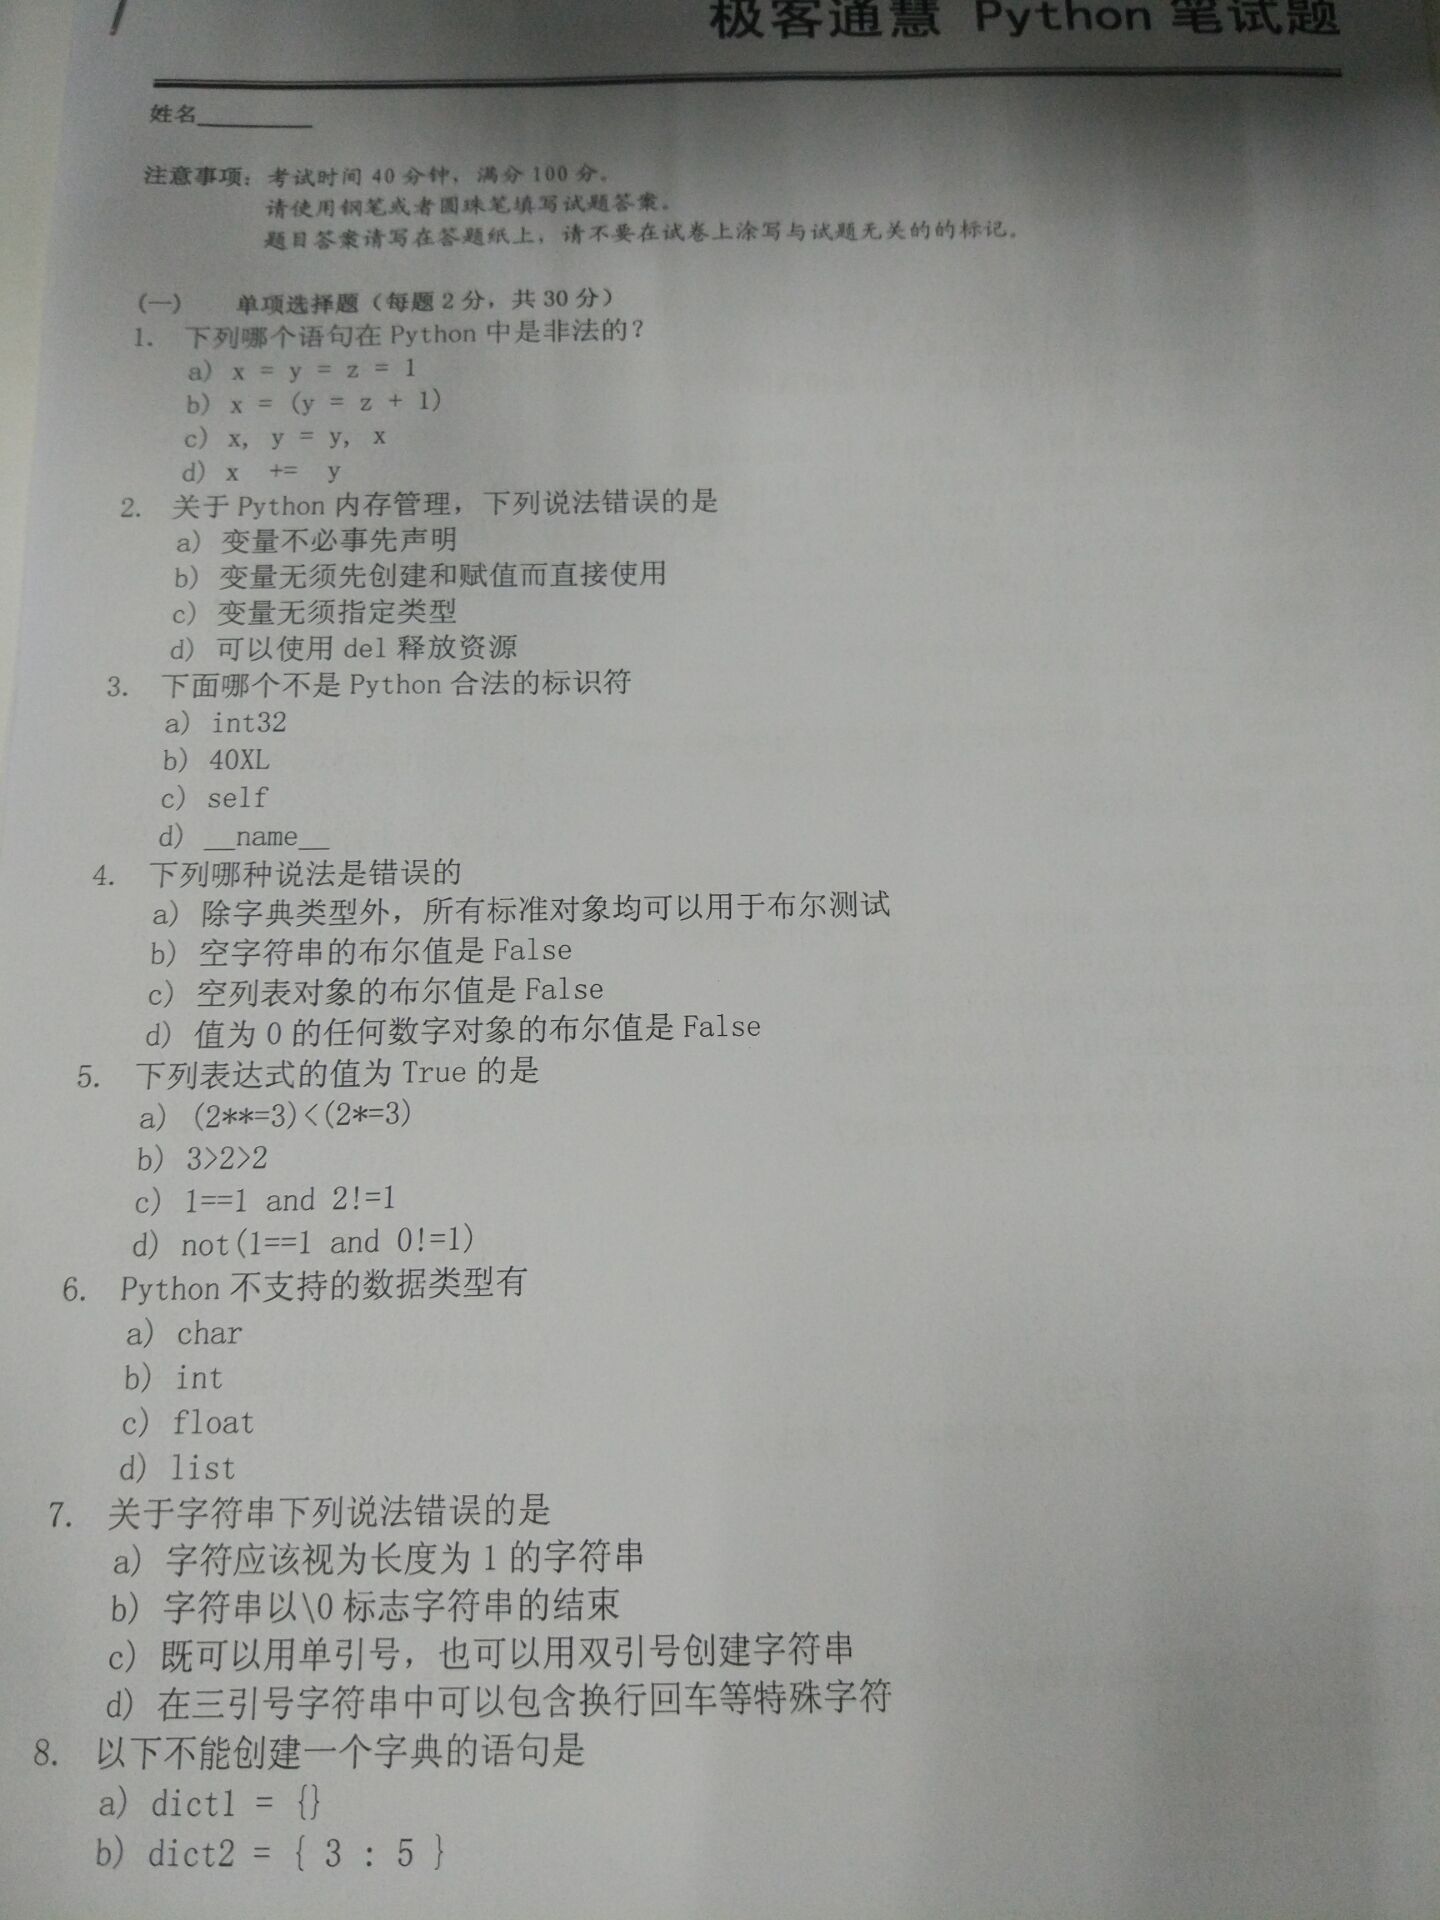 极客通慧 Python 笔试题
姓名________
注意事项：考试时间 40 分钟，满分 100 分。
请使用钢笔或者圆珠笔填写试题答案。
题目答案请写在答题纸上，请不要在试卷上涂写与试题无关的的标记。
(一) 单项选择题（每题 2 分，共 30 分）
1. 下列哪个语句在 Python 中是非法的？
a) x = y = z = 1
b) x = (y = z + 1)
c) x, y = y, x
d) x += y
2. 关于 Python 内存管理，下列说法错误的是
a) 变量不必事先声明
b) 变量无须先创建和赋值而直接使用
c) 变量无须指定类型
d) 可以使用 del 释放资源
3. 下面哪个不是 Python 合法的标识符
a) int32
b) 40XL
c) self
d) __name__
4. 下列哪种说法是错误的
a) 除字典类型外，所有标准对象均可以用于布尔测试
b) 空字符串的布尔值是 False
c) 空列表对象的布尔值是 False
d) 值为 0 的任何数字对象的布尔值是 False
5. 下列表达式的值为 True 的是
a) (2**=3)<(2*=3)
b) 3>2>2
c) 1==1 and 2!=1
d) not(1==1 and 0!=1)
6. Python 不支持的数据类型有
a) char
b) int
c) float
d) list
7. 关于字符串下列说法错误的是
a) 字符应该视为长度为 1 的字符串
b) 字符串以\0 标志字符串的结束
c) 既可以用单引号，也可以用双引号创建字符串
d) 在三引号字符串中可以包含换行回车等特殊字符
8. 以下不能创建一个字典的语句是
a) dict1 = {}
b) dict2 = { 3 : 5 }